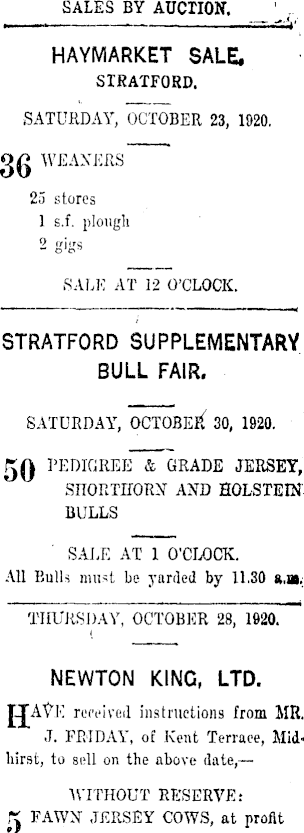 SALES BY AUCTION.
HAYMARKET SALE.
STRATFORD.
SATURDAY, OCTOBER 23, 1920.
36 WEANERS
25 stores
1 s.f. plough
2 gigs
SALE AT 12 O'CLOCK.
STRATFORD SUPPLEMENTARY
BULL FAIR.
SATURDAY, OCTOBER 30, 1920.
50 PEDIGREE & GRADE JERSEY,
SHORTHORN AND HOLSTEIN
BULLS
SALE AT 1 O'CLOCK.
All Bulls must be yarded by 11.30 a.m.
THURSDAY, OCTOBER 28, 1920.
NEWTON KING, LTD.
HAVE received instructions from MR.
J. FRIDAY, of Kent Terrace, Mid-
hirst, to sell on the above date,—
WITHOUT RESERVE:
5 FAWN JERSEY COWS, at profit